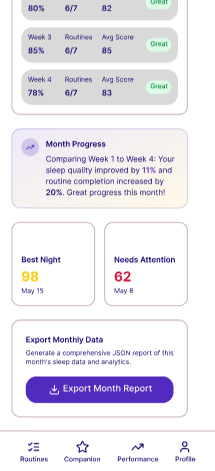 80% 6/7 82 Great
Week 3 Routines Avg Score
85% 6/7 85 Great
Week 4 Routines Avg Score
78% 6/7 83 Great
Month Progress
Comparing Week 1 to Week 4: Your
sleep quality improved by 11% and
routine completion increased by
20%. Great progress this month!
Best Night
98
May 15
Needs Attention
62
May 8
Export Monthly Data
Generate a comprehensive JSON report of this
month's sleep data and analytics.
Export Month Report
Routines Companion Performance Profile